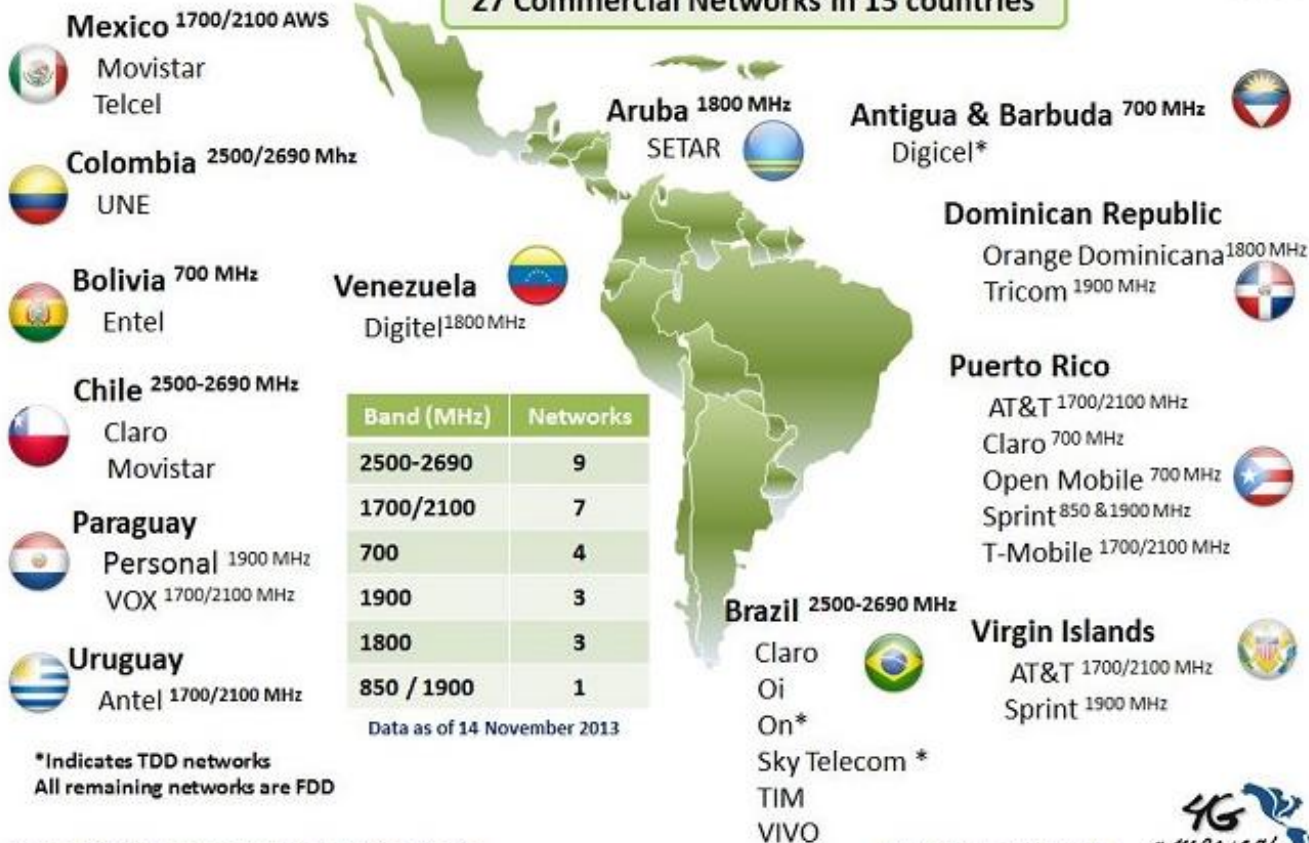 27 Commercial Networks in 13 countries
Mexico 1700/2100 AWS
Movistar
Telcel
Colombia 2500/2690 Mhz
UNE
Bolivia 700 MHz
Entel
Chile 2500-2690 MHz
Claro
Movistar
Paraguay
Personal 1900 MHz
VOX 1700/2100 MHz
Uruguay
Antel 1700/2100 MHz
*Indicates TDD networks
All remaining networks are FDD
Aruba 1800 MHz
SETAR
Venezuela
Digitel 1800 MHz
Band (MHz) Networks
2500-2690 9
1700/2100 7
700 4
1900 3
1800 3
850 / 1900 1
Data as of 14 November 2013
Antigua & Barbuda 700 MHz
Digicel*
Dominican Republic
Orange Dominicana 1800 MHz
Tricom 1900 MHz
Puerto Rico
AT&T 1700/2100 MHz
Claro 700 MHz
Open Mobile 700 MHz
Sprint 850 & 1900 MHz
T-Mobile 1700/2100 MHz
Brazil 2500-2690 MHz
Claro
Oi
On*
Sky Telecom *
TIM
VIVO
Virgin Islands
AT&T 1700/2100 MHz
Sprint 1900 MHz
4G